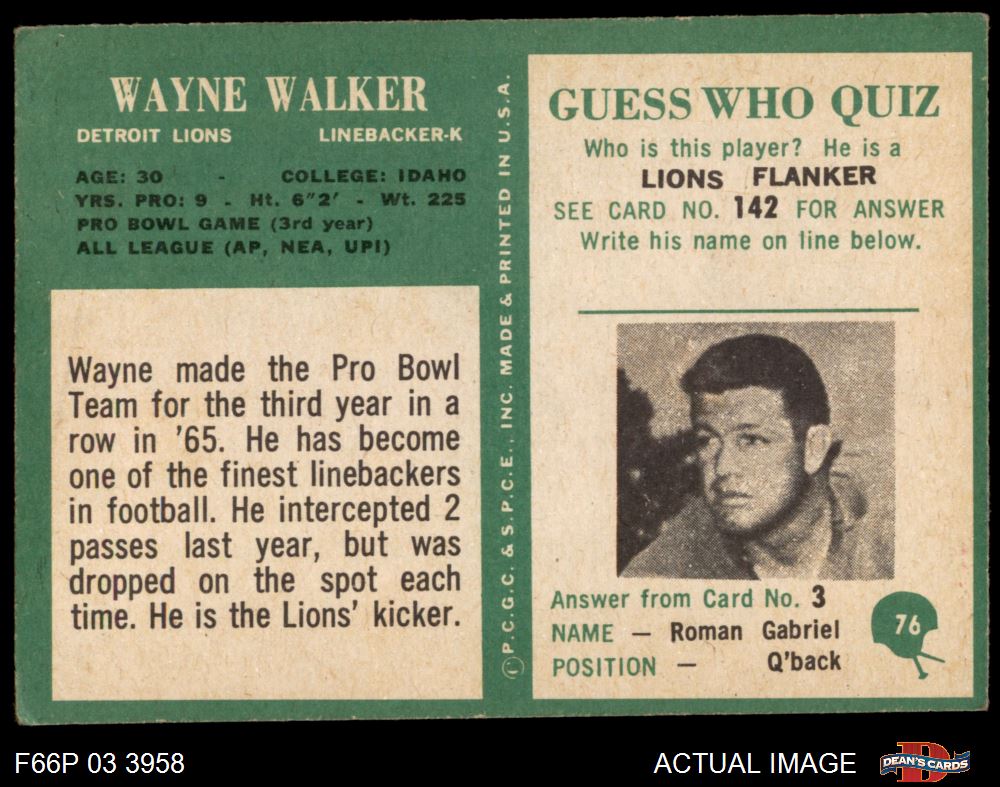 WAYNE WALKER
DETROIT LIONS LINEBACKER-K
AGE: 30 - COLLEGE: IDAHO
YRS. PRO: 9 - Ht. 6"2' - Wt. 225
PRO BOWL GAME (3rd year)
ALL LEAGUE (AP, NEA, UPI)
Wayne made the Pro Bowl
Team for the third year in a
row in '65. He has become
one of the finest linebackers
in football. He intercepted 2
passes last year, but was
dropped on the spot each
time. He is the Lions' kicker.
© P.C.G.C. & S.P.C.E., INC. MADE & PRINTED IN U.S.A.
GUESS WHO QUIZ
Who is this player? He is a
LIONS FLANKER
SEE CARD NO. 142 FOR ANSWER
Write his name on line below.
Answer from Card No. 3
NAME — Roman Gabriel
POSITION — Q'back
76
F66P 03 3958
ACTUAL IMAGE
D
DEAN'S CARDS